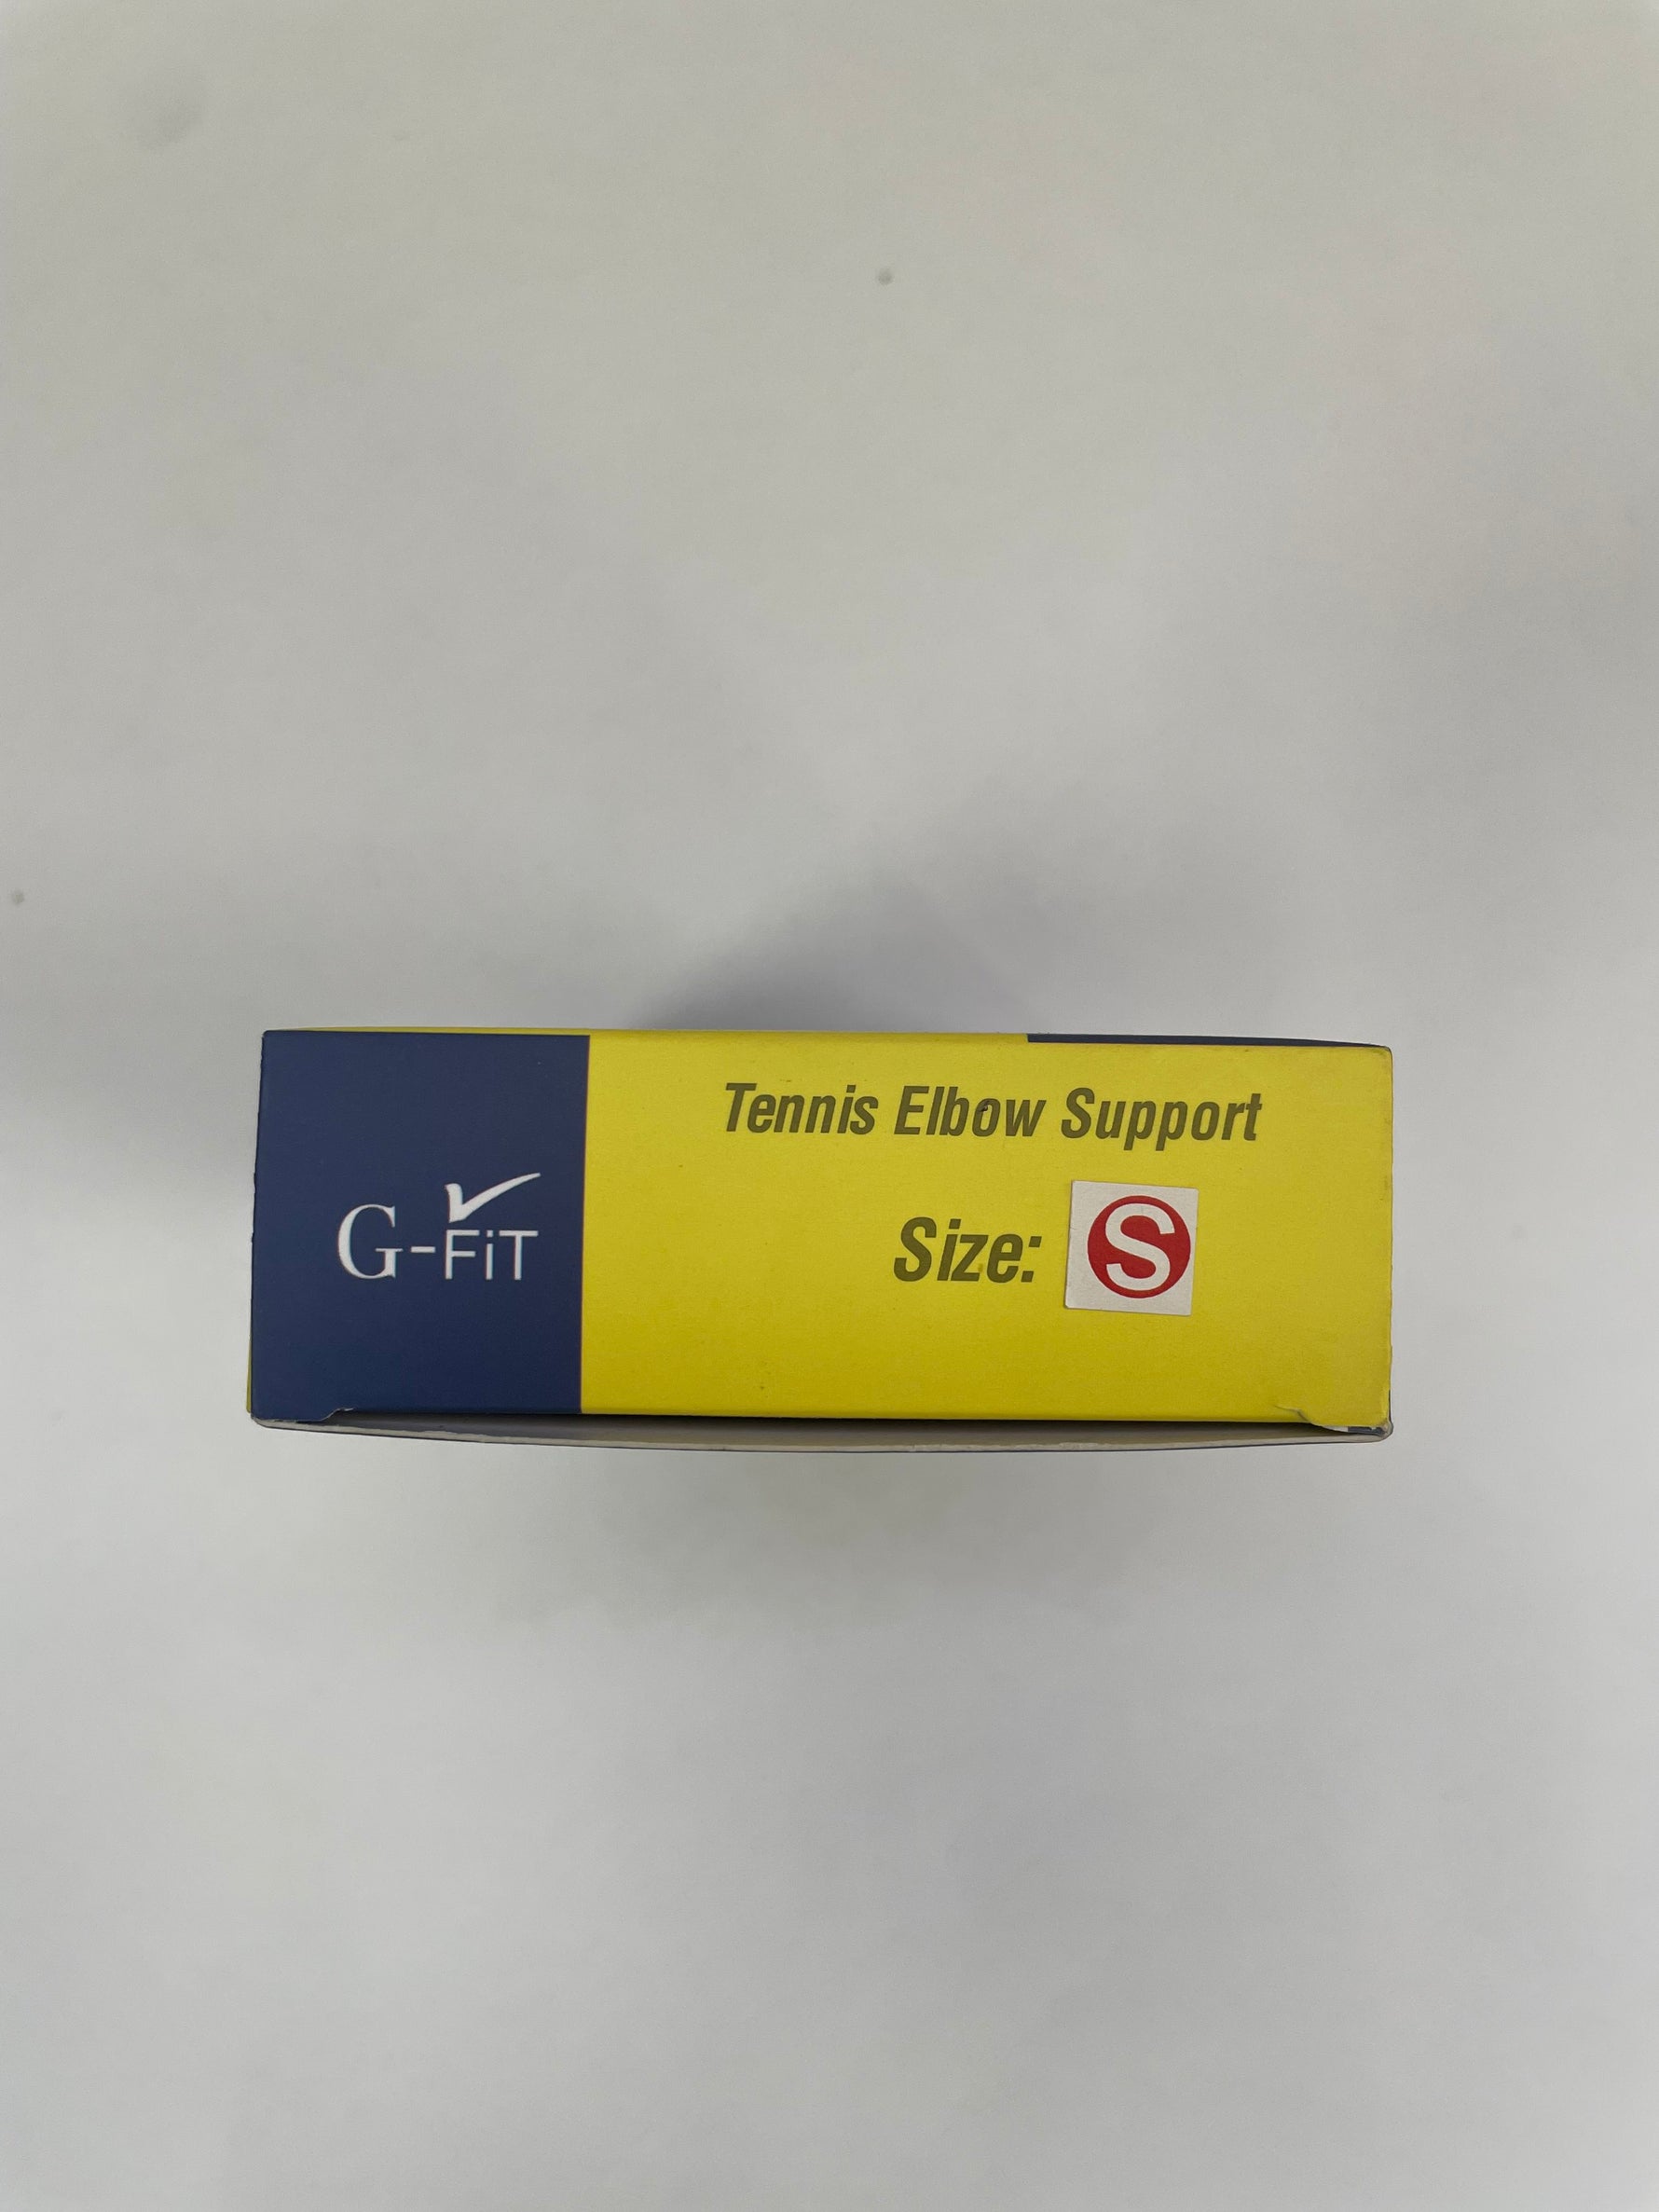 G-FiT
Tennis Elbow Support
Size: S